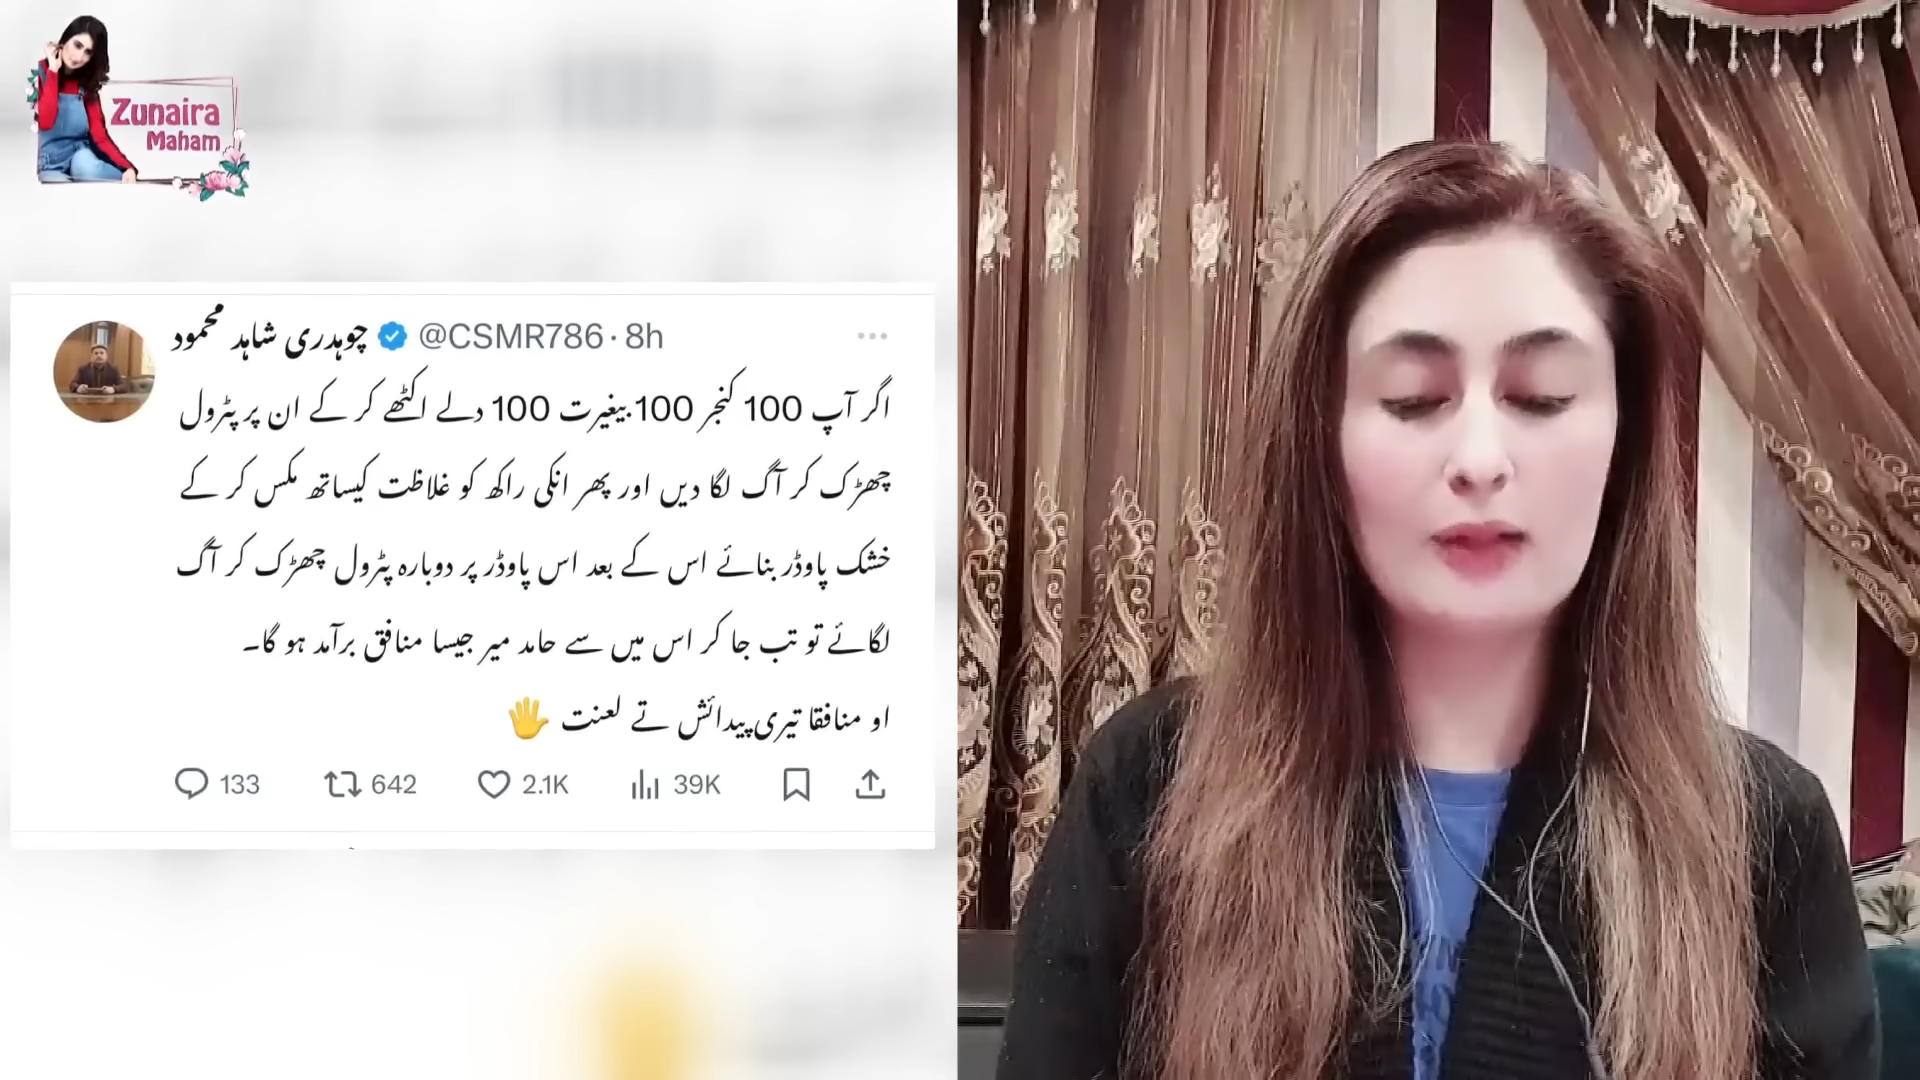 Zunaira
Maham
چوہدری شاہد محمود @CSMR786 · 8h
اگر آپ 100 کنجر 100 بیغیرت 100 دلے اکٹھے کر کے ان پر پٹرول
چھڑک کر آگ لگا دیں اور پھر انکی راکھ کو غلاظت کیساتھ مکس کر کے
خشک پاوڈر بنائے اس کے بعد اس پاوڈر پر دوبارہ پٹرول چھڑک کر آگ
لگائے تو تب جا کر اس میں سے حامد میر جیسا منافق برآمد ہو گا۔
او منافقا تیری پیدائش تے لعنت 🖐
133 642 2.1K 39K